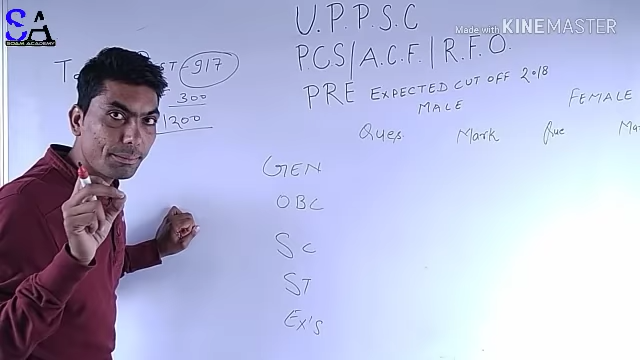 SA
SOAM ACADEMY
Made with KINEMASTER
U.P.P.S.C
PCS/A.C.F./R.F.O.
ST - 917
300
1200
PRE EXPECTED CUT OFF 2018
MALE FEMALE
Ques Mark Que
GEN
OBC
SC
ST
Ex's